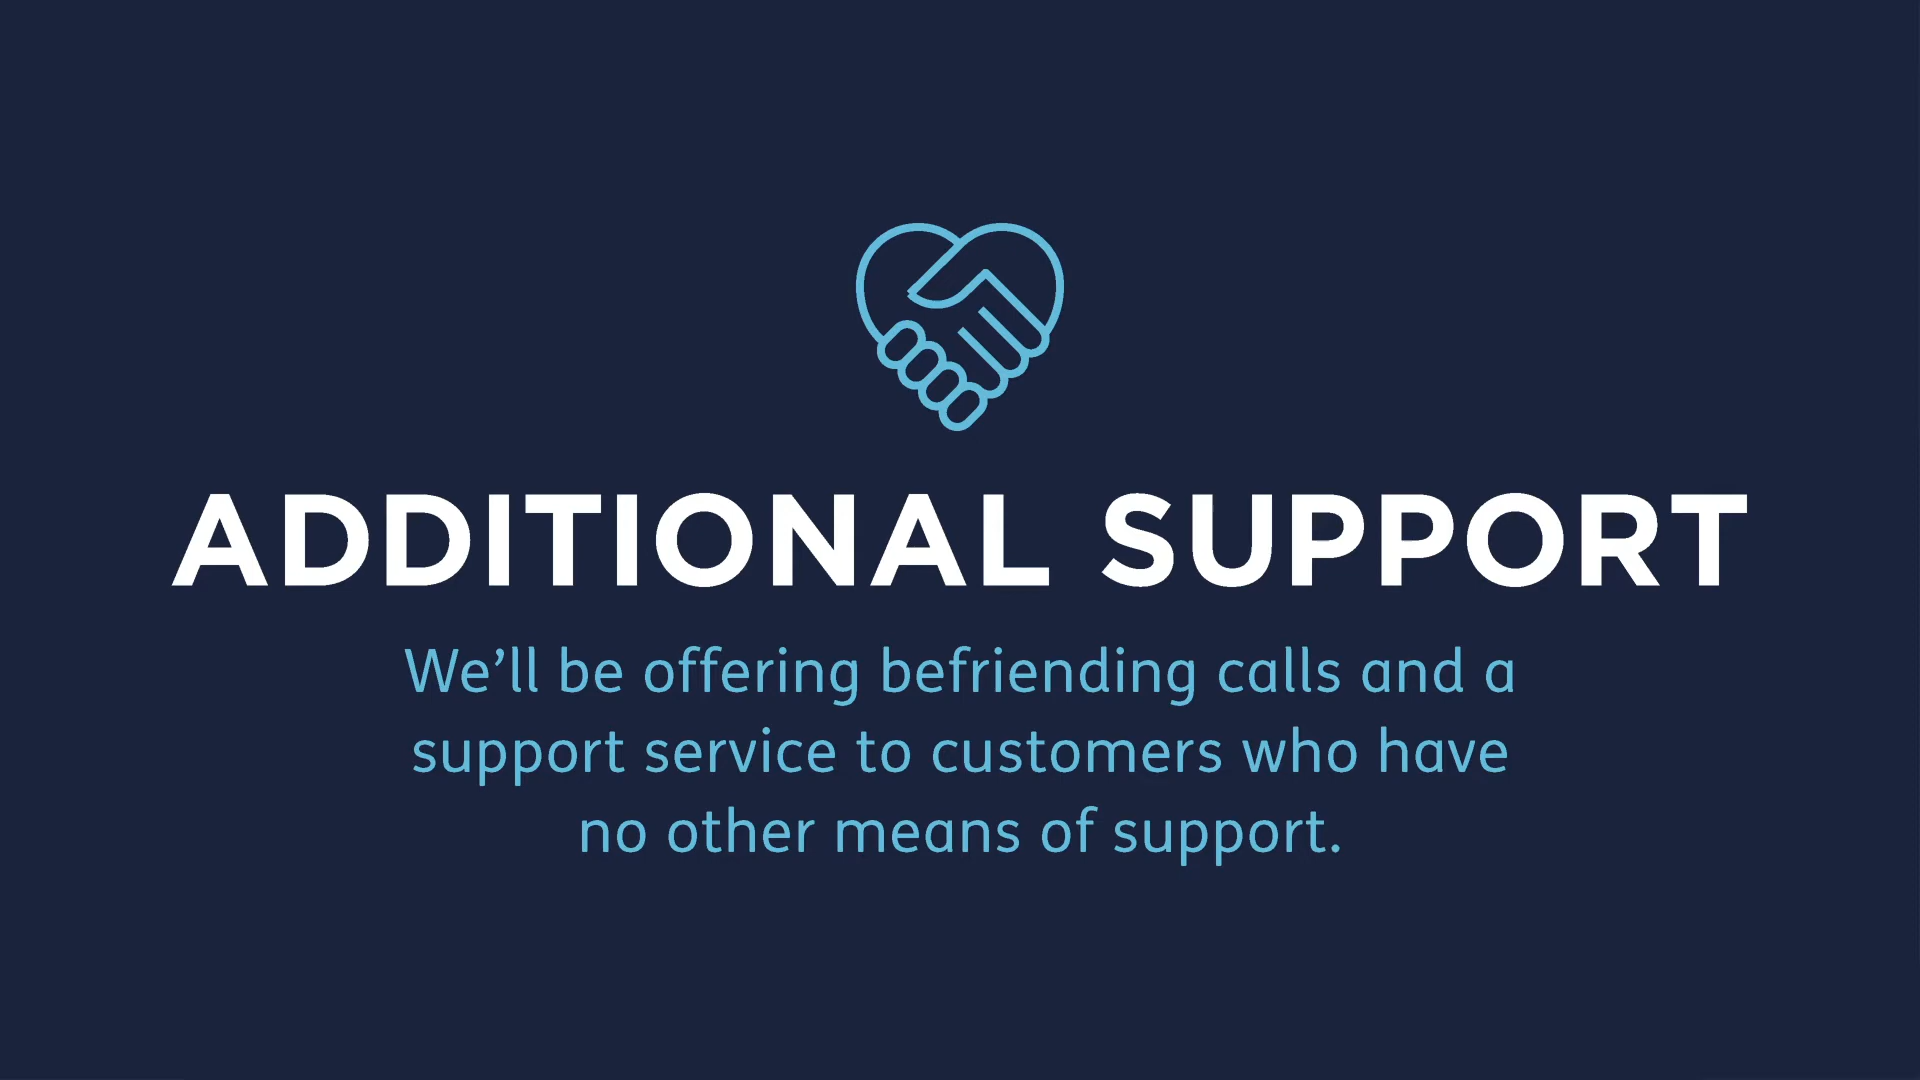 ADDITIONAL SUPPORT
We’ll be offering befriending calls and a
support service to customers who have
no other means of support.